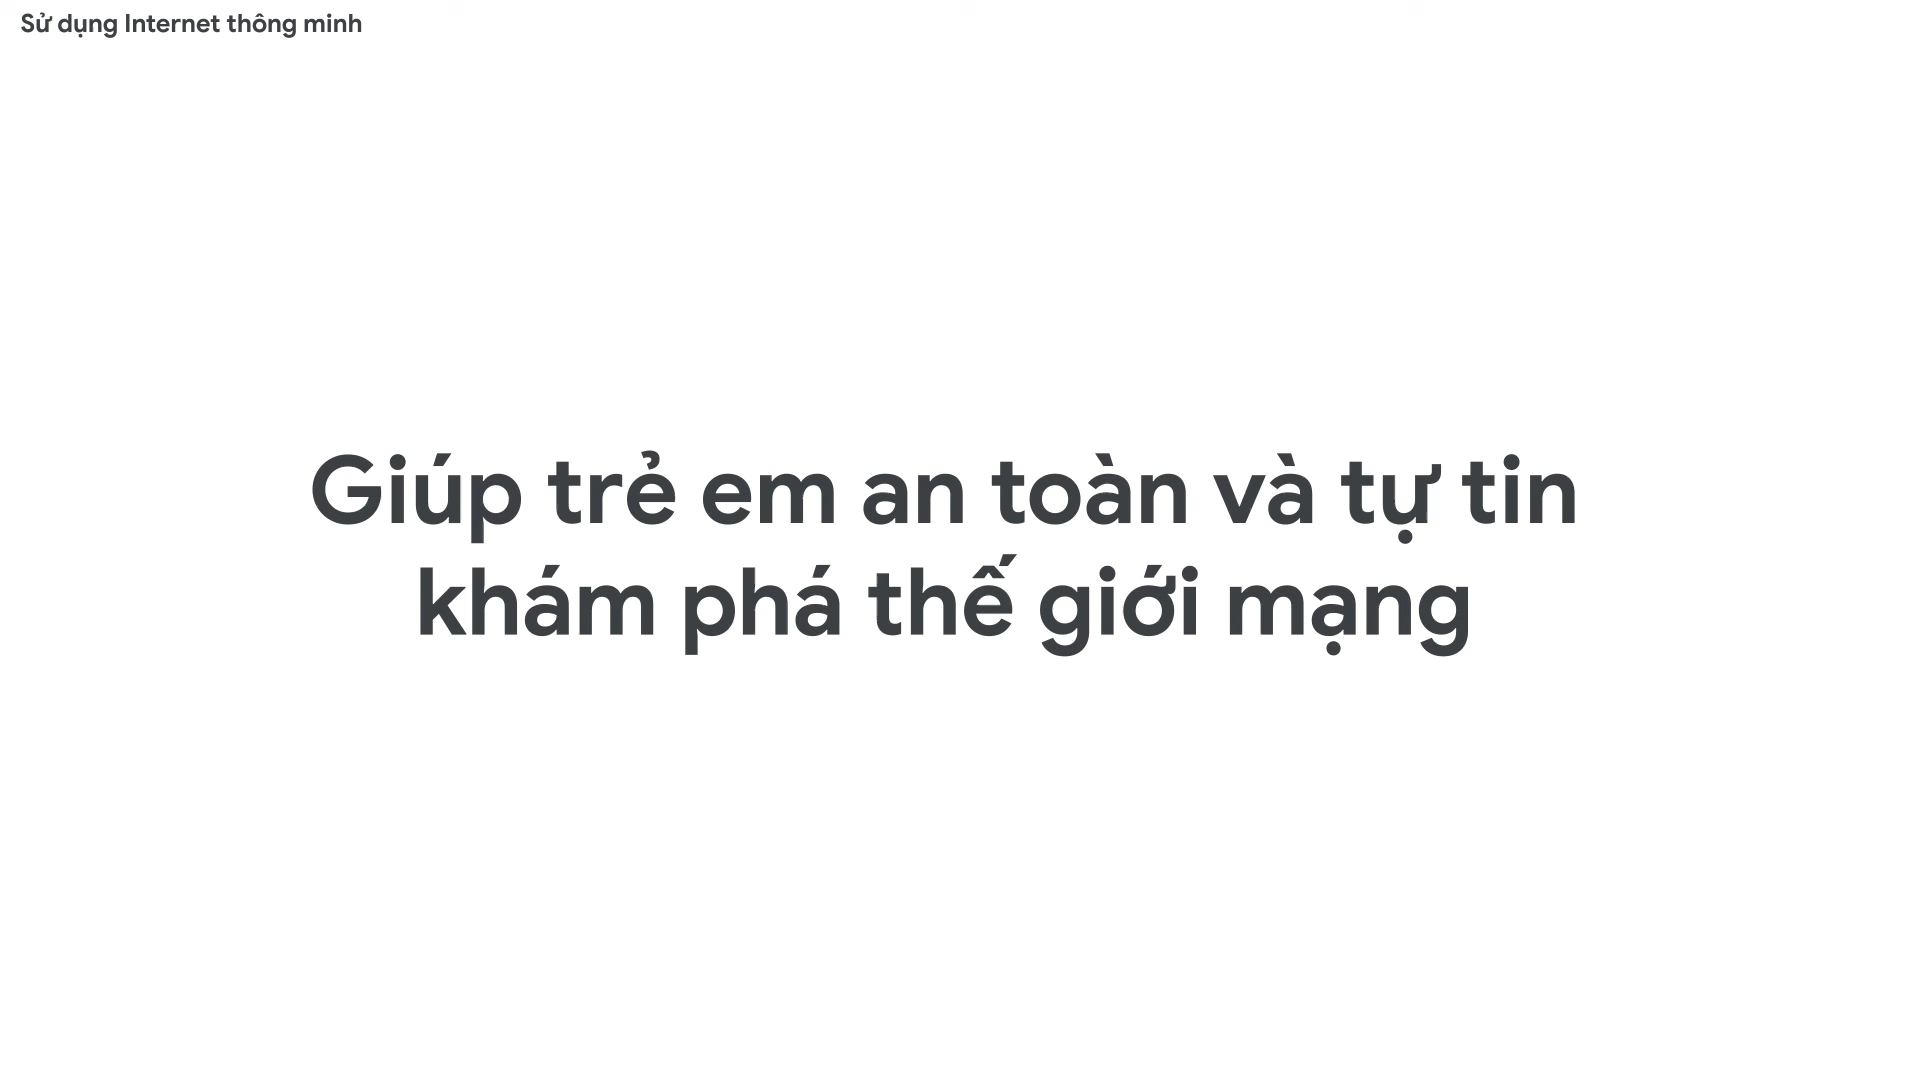 Sử dụng Internet thông minh
Giúp trẻ em an toàn và tự tin
khám phá thế giới mạng